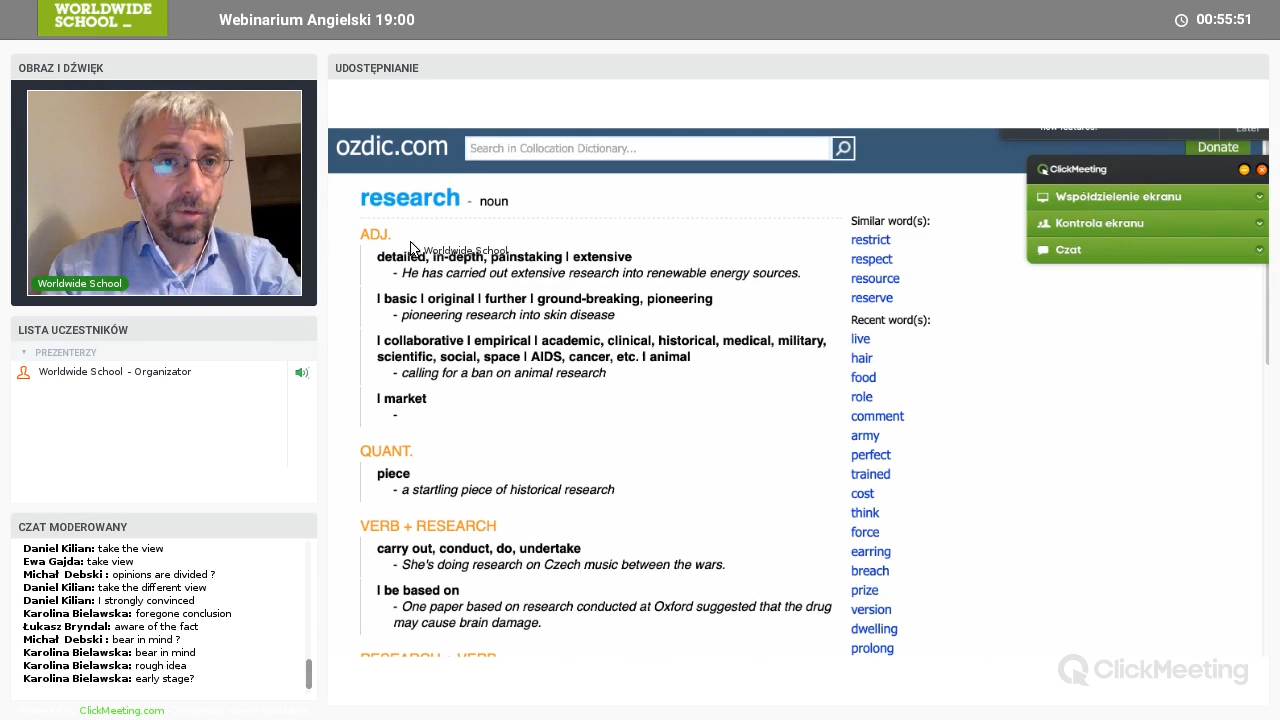 WORLDWIDE
SCHOOL
Webinarium Angielski 19:00
00:55:51
OBRAZ I DŹWIĘK
Worldwide School
LISTA UCZESTNIKÓW
PREZENTERZY
Worldwide School - Organizator
CZAT MODEROWANY
Daniel Kilian: take the view
Ewa Gajda: take view
Michał Debski : opinions are divided ?
Daniel Kilian: take the different view
Daniel Kilian: I strongly convinced
Karolina Bielawska: foregone conclusion
Łukasz Bryndal: aware of the fact
Michał Debski : bear in mind ?
Karolina Bielawska: bear in mind
Karolina Bielawska: rough idea
Karolina Bielawska: early stage?
ClickMeeting.com
UDOSTĘPNIANIE
ozdic.com
Search in Collocation Dictionary...
new features.
Later
Donate
ClickMeeting
Współdzielenie ekranu
Kontrola ekranu
Czat
research - noun
ADJ.
Worldwide School
detailed, in-depth, painstaking | extensive
- He has carried out extensive research into renewable energy sources.
| basic | original | further | ground-breaking, pioneering
- pioneering research into skin disease
| collaborative | empirical | academic, clinical, historical, medical, military,
scientific, social, space | AIDS, cancer, etc. | animal
- calling for a ban on animal research
| market
-
QUANT.
piece
- a startling piece of historical research
VERB + RESEARCH
carry out, conduct, do, undertake
- She's doing research on Czech music between the wars.
| be based on
- One paper based on research conducted at Oxford suggested that the drug
may cause brain damage.
RESEARCH + VERB
Similar word(s):
restrict
respect
resource
reserve
Recent word(s):
live
hair
food
role
comment
army
perfect
trained
cost
think
force
earring
breach
prize
version
dwelling
prolong
ClickMeeting